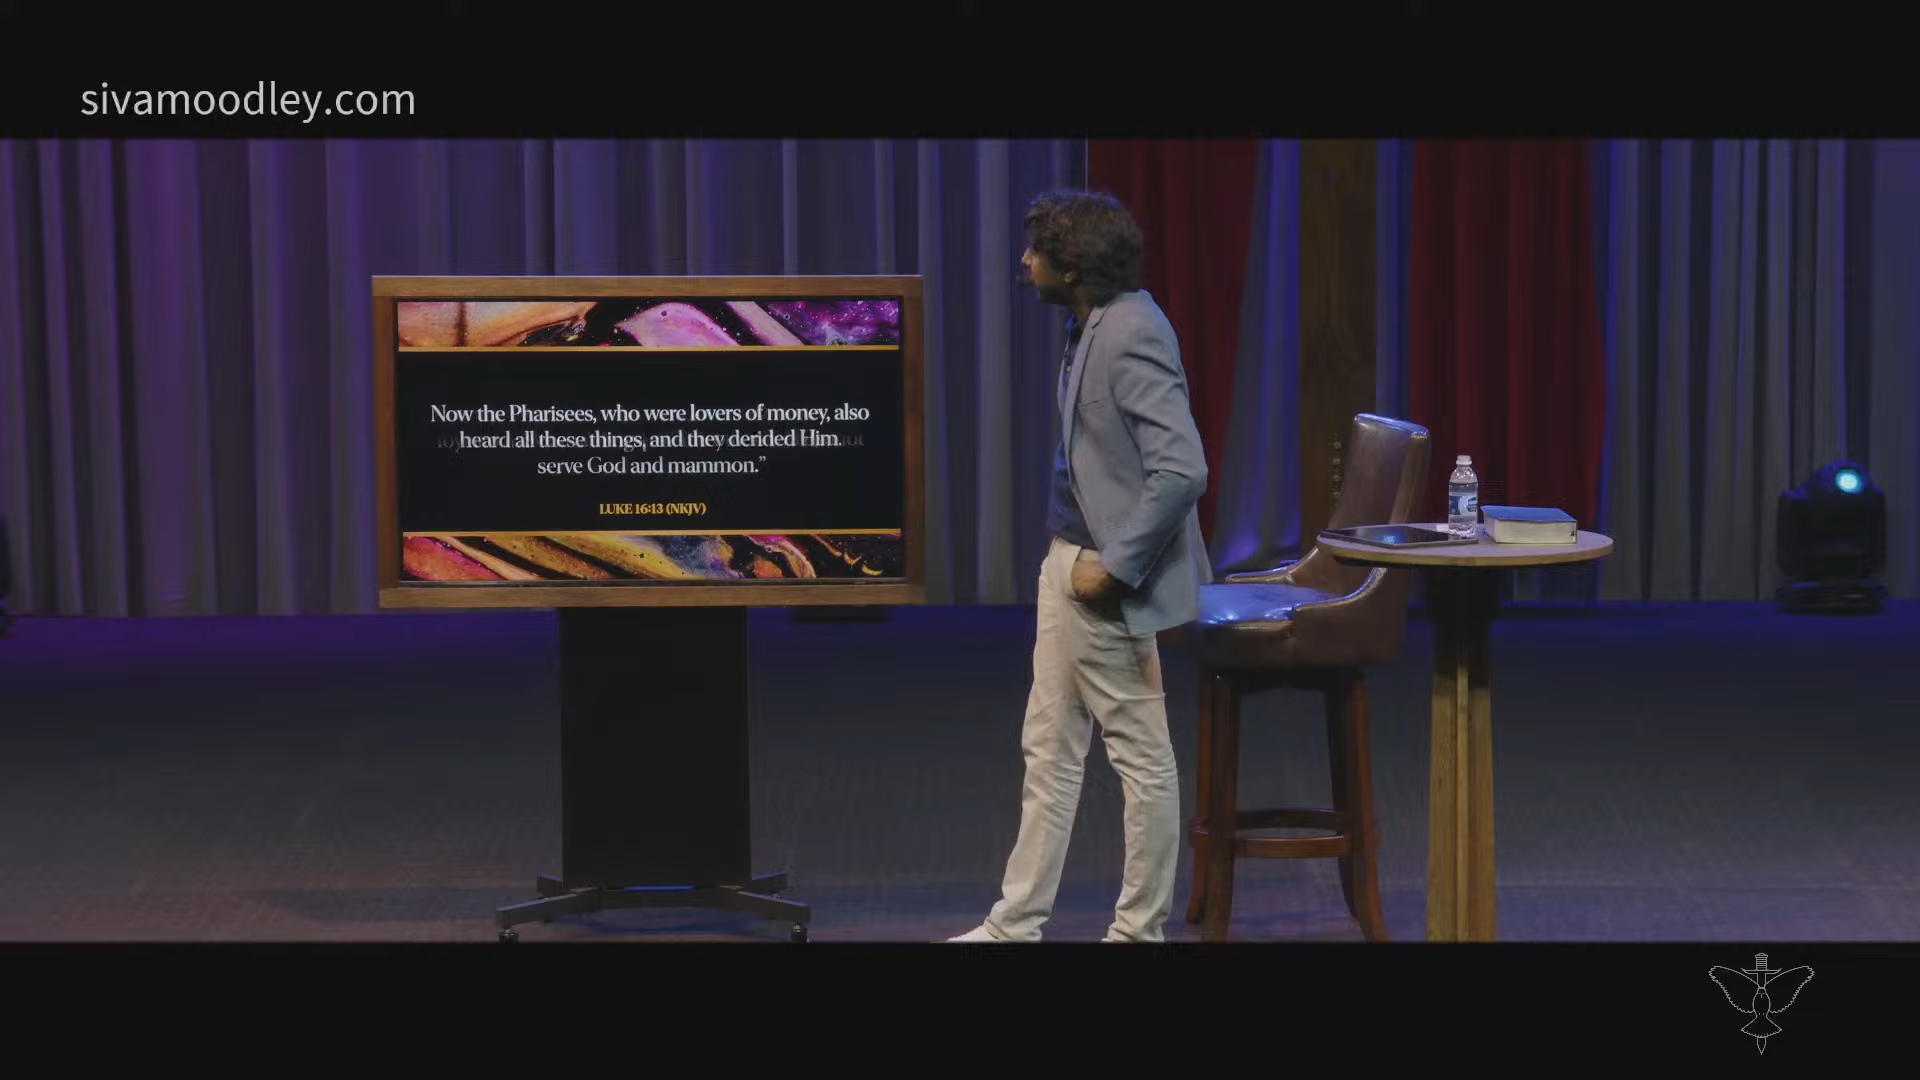 sivamoodley.com
Now the Pharisees, who were lovers of money, also
heard all these things, and they derided Him.
serve God and mammon.”
LUKE 16:13 (NKJV)